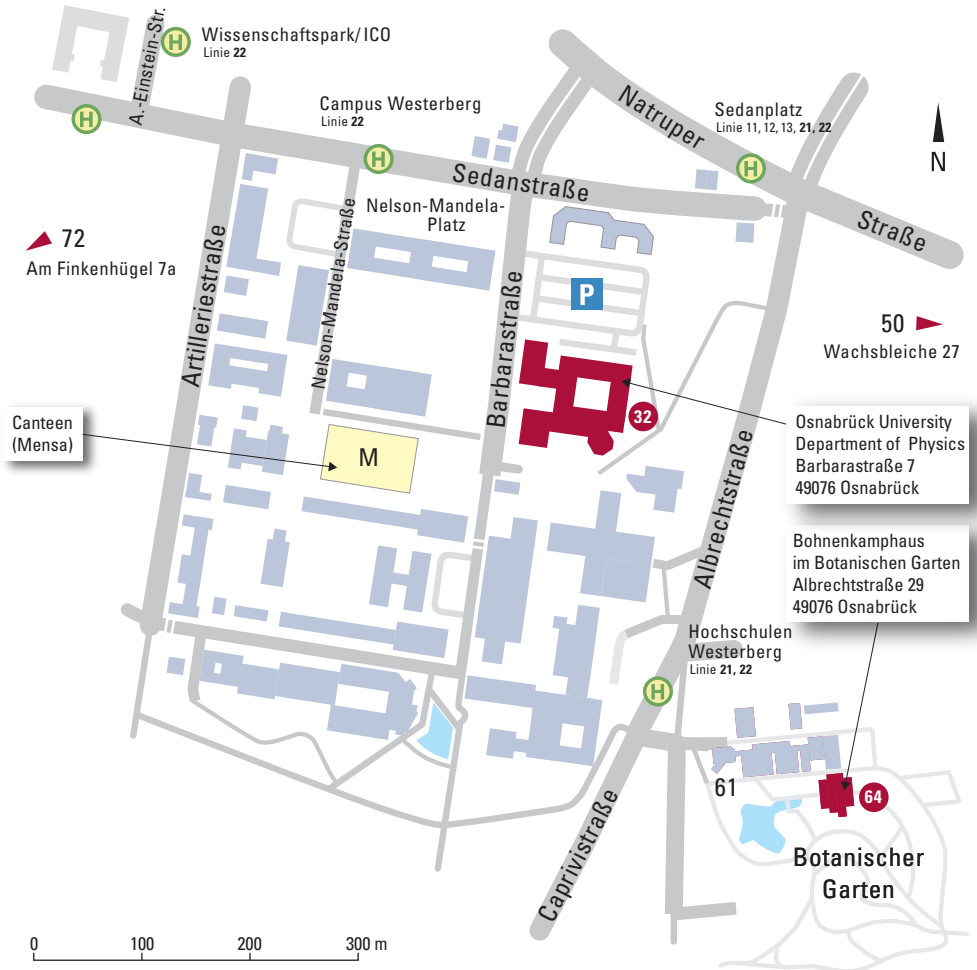 A.-Einstein-Str.
H
Wissenschaftspark/ICO
Linie 22
H
Campus Westerberg
Linie 22
H
Natruper
Straße
Sedanplatz
Linie 11, 12, 13, 21, 22
H
N
Sedanstraße
Nelson-Mandela-
Platz
72
Am Finkenhügel 7a
Artilleriestraße
Nelson-Mandela-Straße
Barbarastraße
P
50
Wachsbleiche 27
32
Canteen
(Mensa)
M
Albrechtstraße
Osnabrück University
Department of Physics
Barbarastraße 7
49076 Osnabrück
Bohnenkamphaus
im Botanischen Garten
Albrechtstraße 29
49076 Osnabrück
Hochschulen
Westerberg
Linie 21, 22
H
61
64
Caprivistraße
Botanischer
Garten
0 100 200 300 m